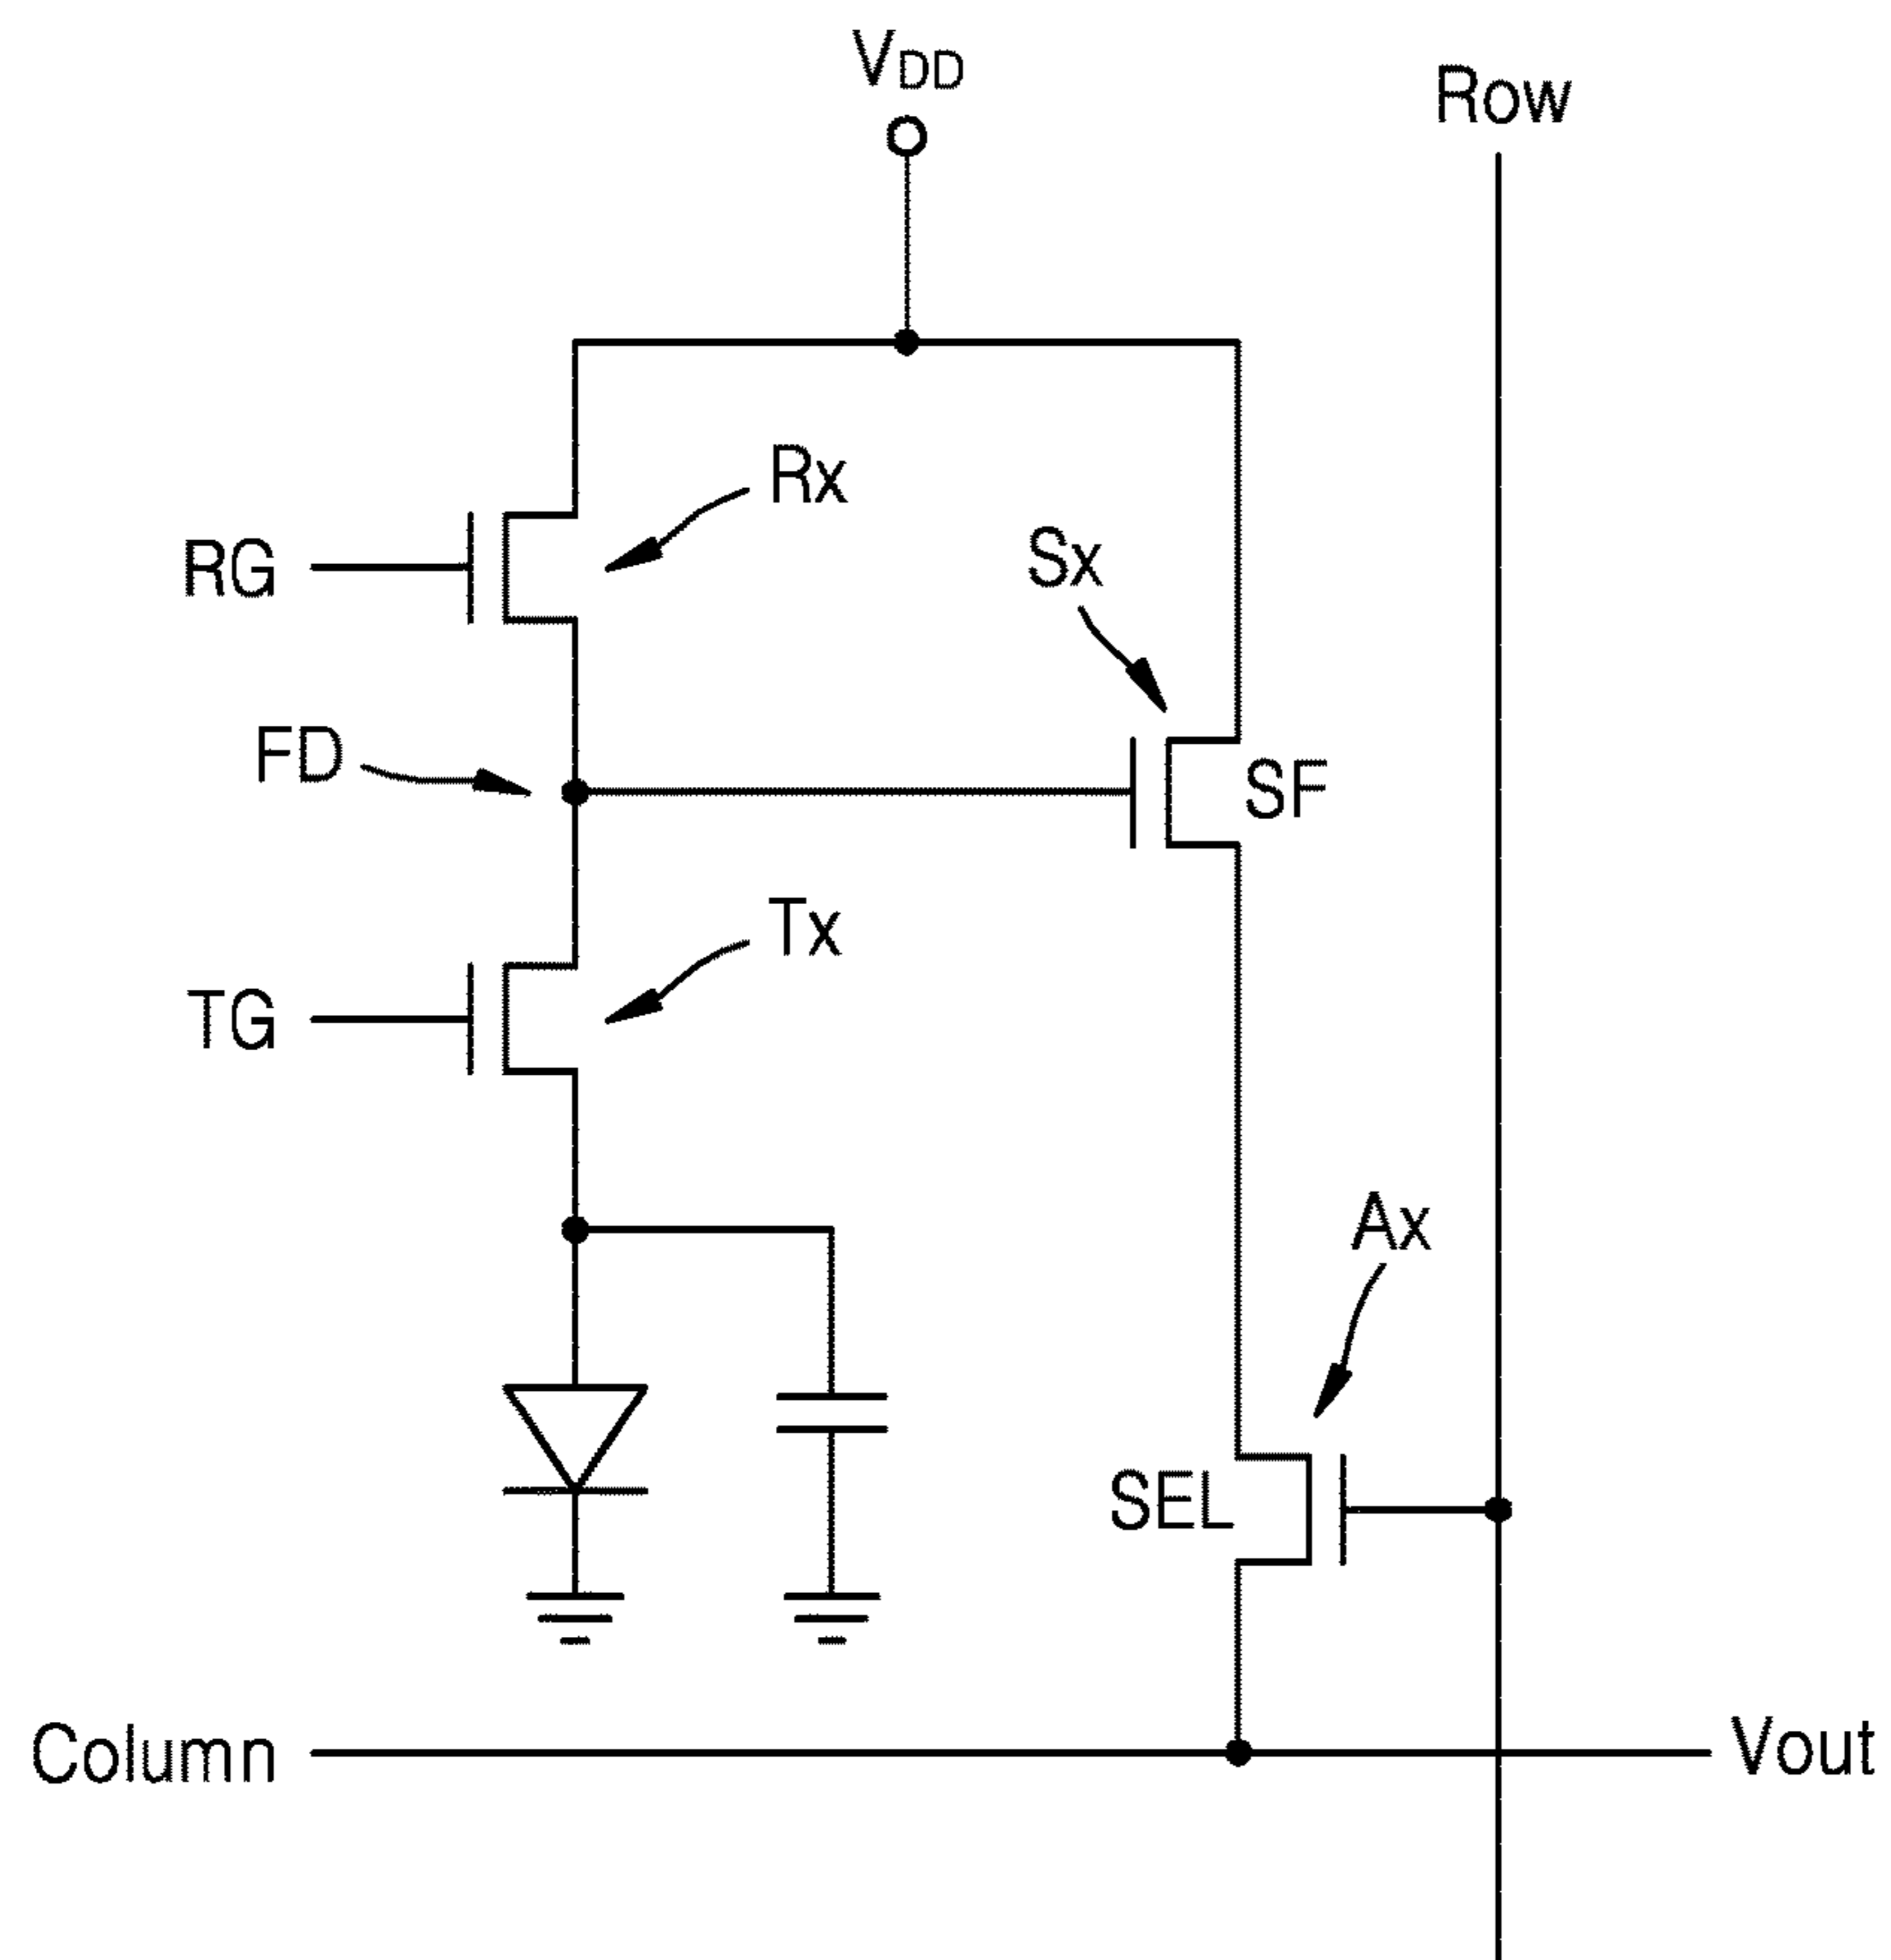 VDD
Row
Rx
Sx
RG
FD
SF
Tx
TG
Ax
SEL
Column
Vout